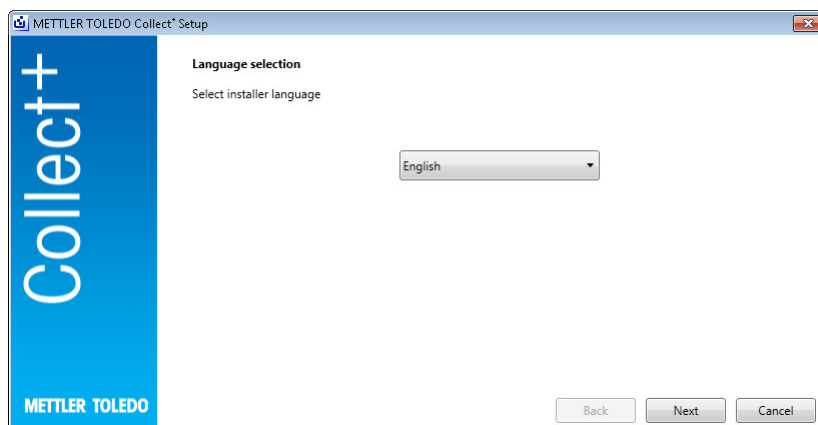 METTLER TOLEDO Collect+ Setup
Collect+
Language selection
Select installer language
English
METTLER TOLEDO
Back
Next
Cancel